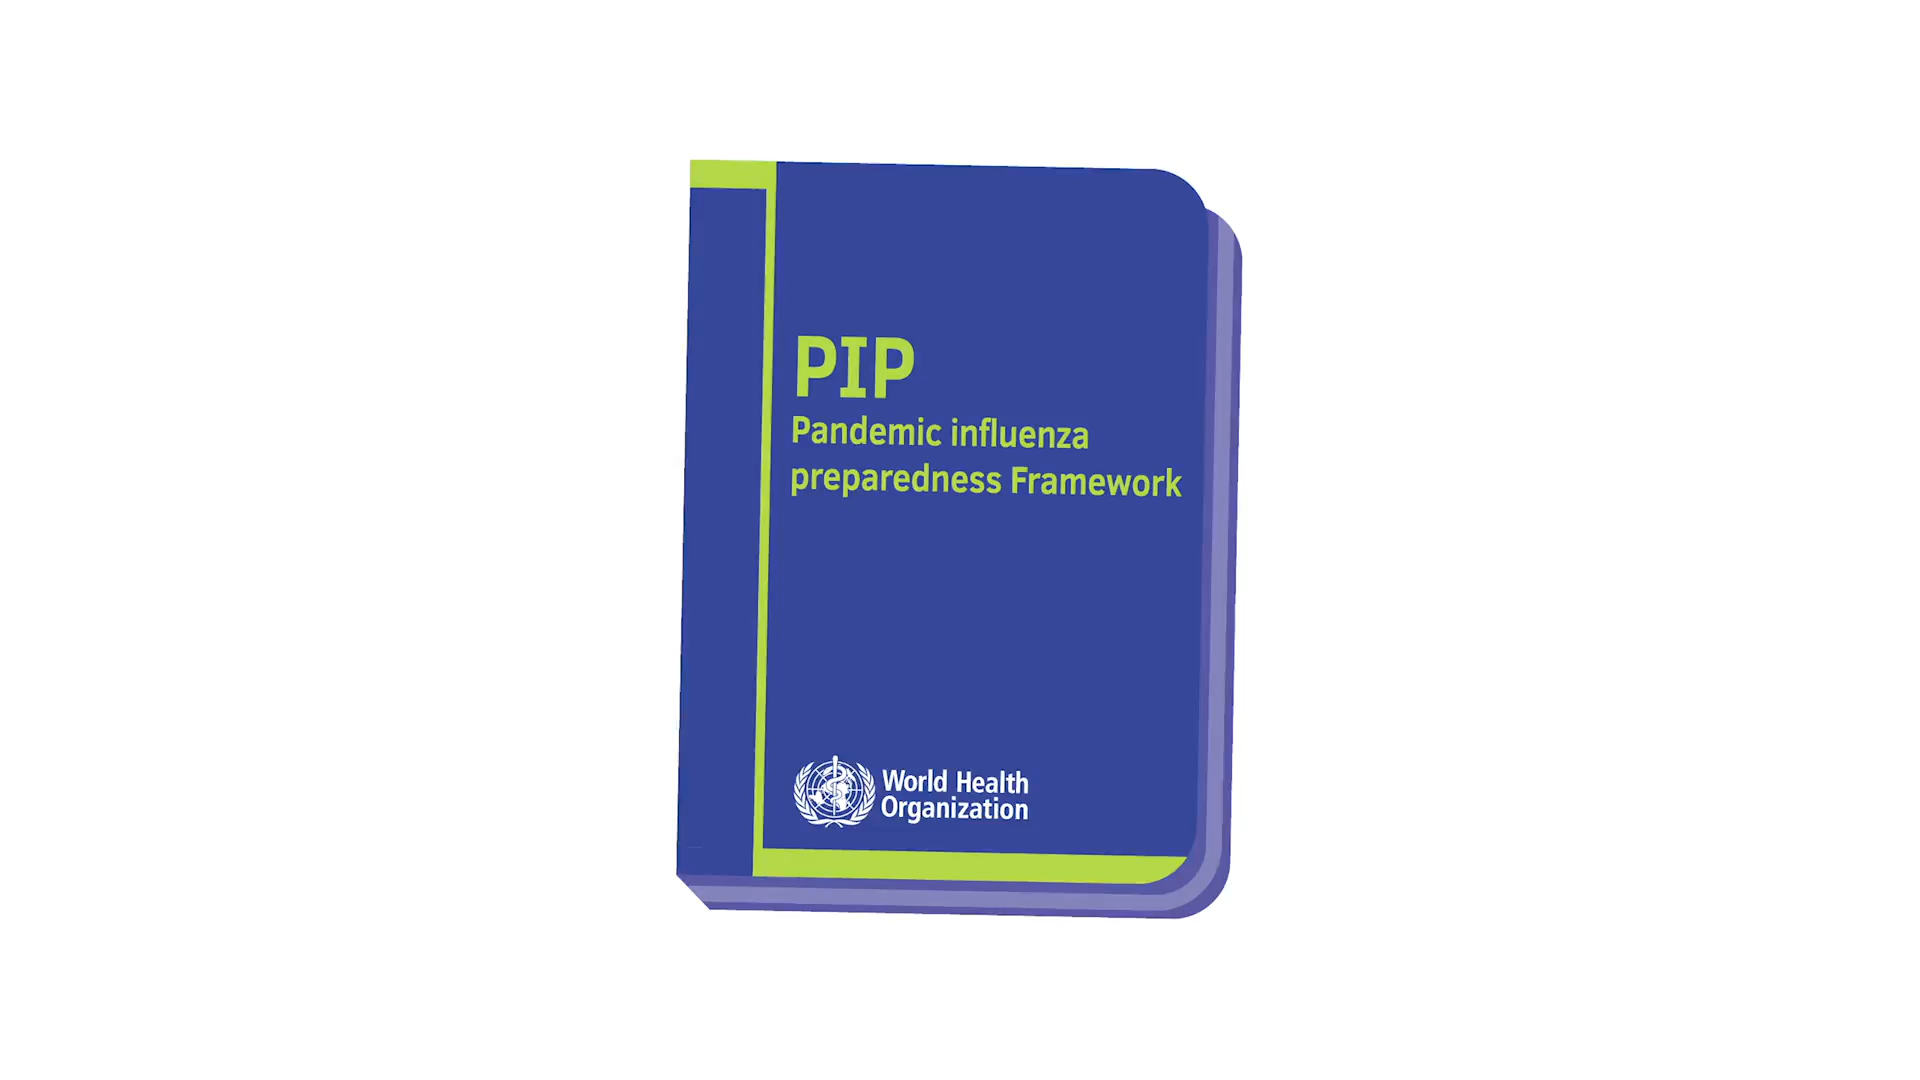 PIP
Pandemic influenza
preparedness Framework
World Health
Organization